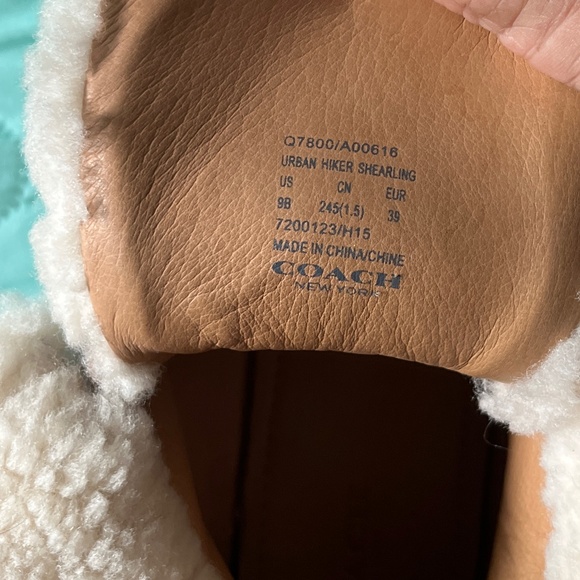 Q7800/A00616
URBAN HIKER SHEARLING
US CN EUR
9B 245(1.5) 39
7200123/H15
MADE IN CHINA/CHINE
COACH
NEW YORK